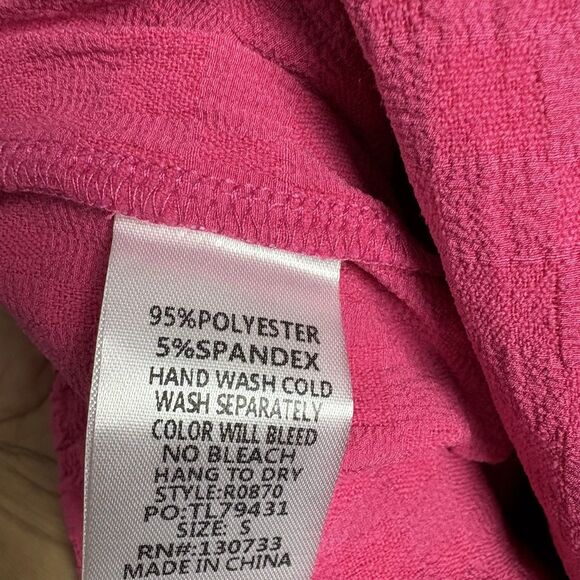 95%POLYESTER
5%SPANDEX
HAND WASH COLD
WASH SEPARATELY
COLOR WILL BLEED
NO BLEACH
HANG TO DRY
STYLE:R0870
PO:TL79431
SIZE: S
RN#:130733
MADE IN CHINA